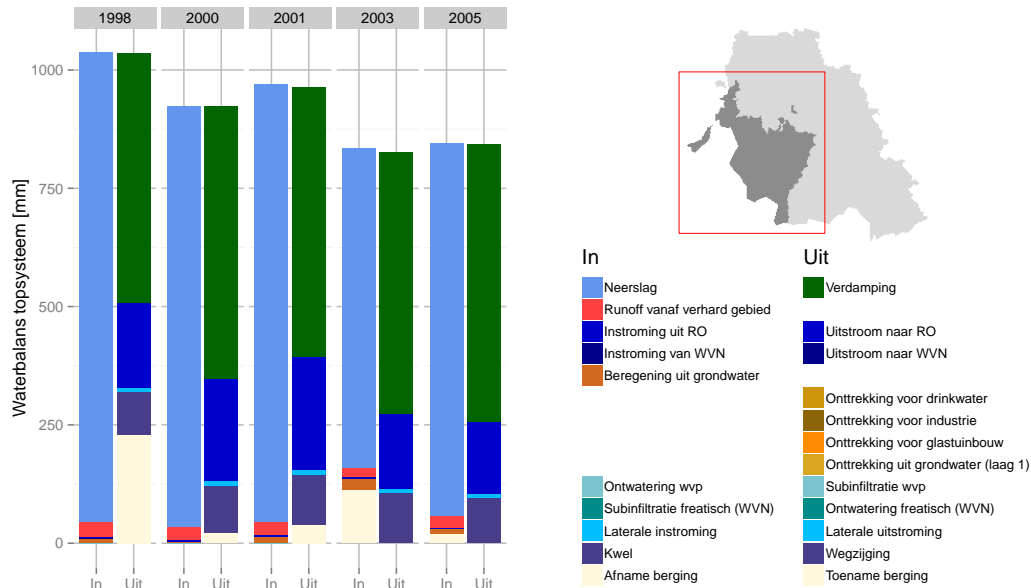 1998 2000 2001 2003 2005
Waterbalans topsysteem [mm]
1000
750
500
250
0
In Uit In Uit In Uit In Uit In Uit
In
Neerslag
Runoff vanaf verhard gebied
Instroming uit RO
Instroming van WVN
Beregening uit grondwater
Ontwatering wvp
Subinfiltratie freatisch (WVN)
Laterale instroming
Kwel
Afname berging
Uit
Verdamping
Uitstroom naar RO
Uitstroom naar WVN
Onttrekking voor drinkwater
Onttrekking voor industrie
Onttrekking voor glastuinbouw
Onttrekking uit grondwater (laag 1)
Subinfiltratie wvp
Ontwatering freatisch (WVN)
Laterale uitstroming
Wegzijging
Toename berging